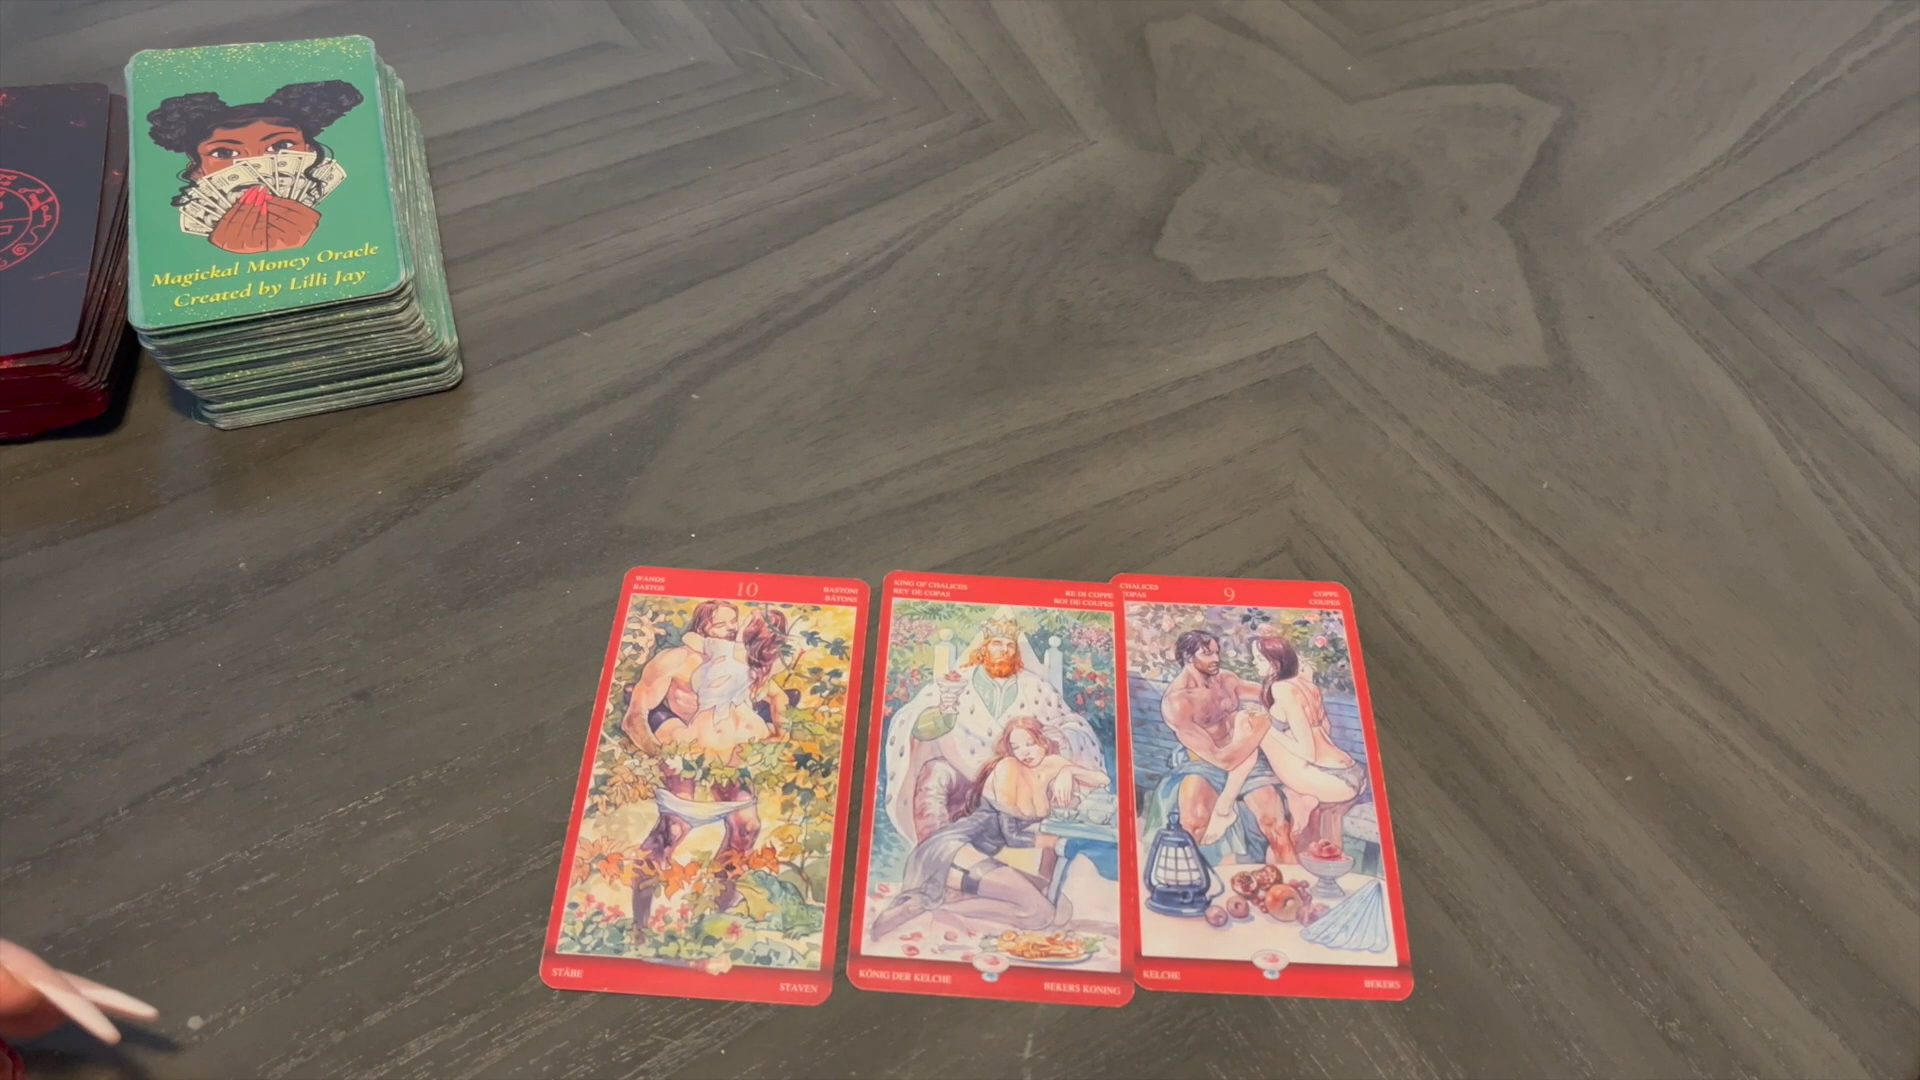 Magickal Money Oracle
Created by Lilli Jay
WANDS
BASTOS
10
BASTONI
BÂTONS
STÄBE
STAVEN
KING OF CHALICES
REY DE COPAS
RE DI COPPE
ROI DE COUPES
KÖNIG DER KELCHE
BEKERS KONING
CHALICES
COPAS
9
COPPE
COUPES
KELCHE
BEKERS